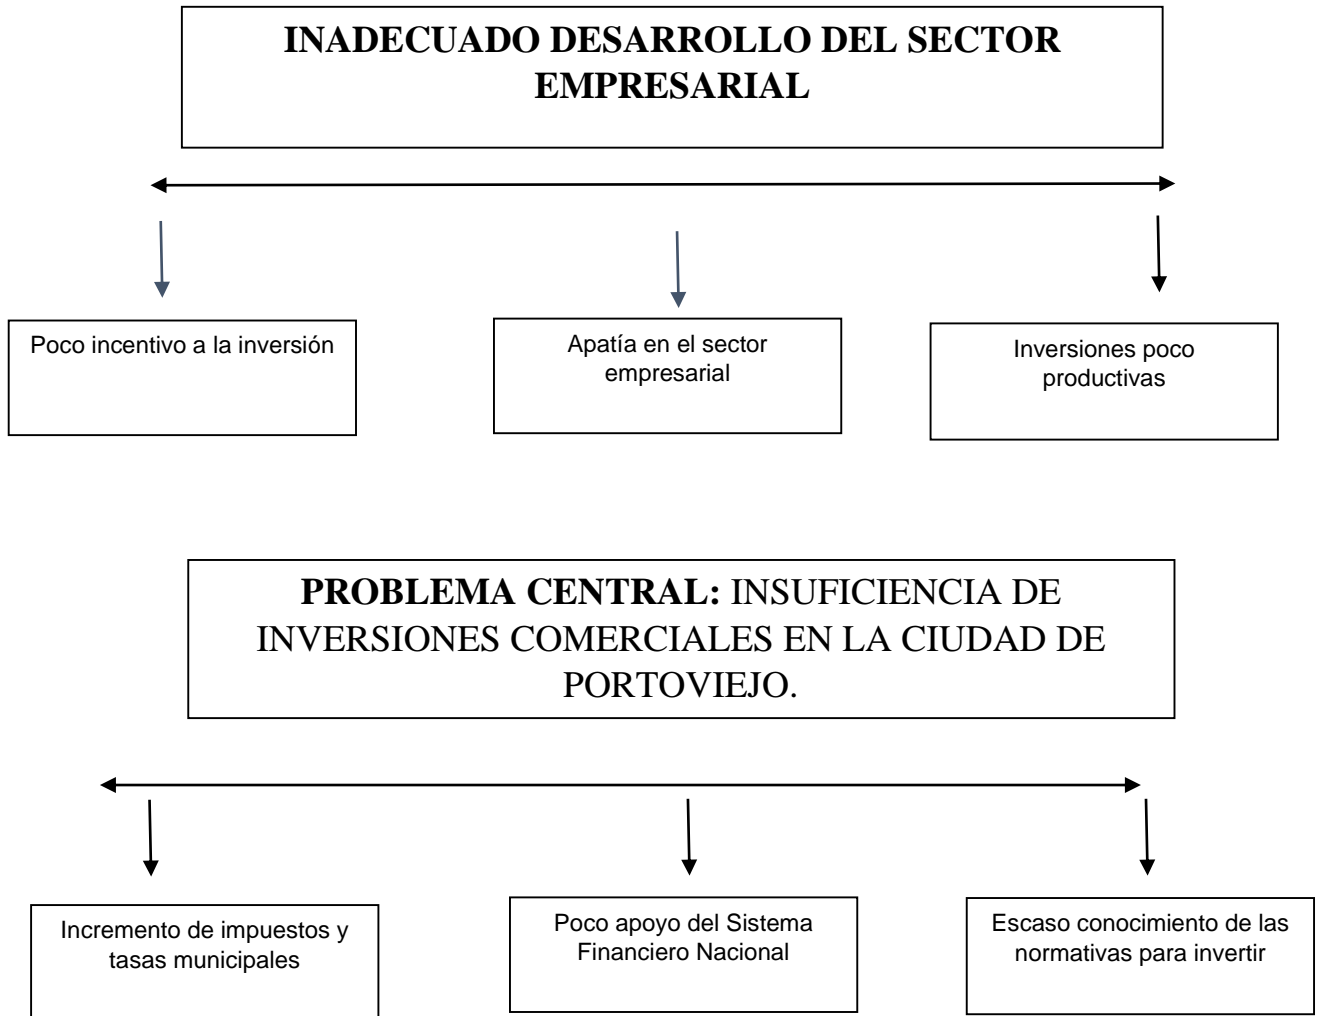 INADECUADO DESARROLLO DEL SECTOR
EMPRESARIAL
Poco incentivo a la inversión
Apatía en el sector
empresarial
Inversiones poco
productivas
PROBLEMA CENTRAL: INSUFICIENCIA DE
INVERSIONES COMERCIALES EN LA CIUDAD DE
PORTOVIEJO.
Incremento de impuestos y
tasas municipales
Poco apoyo del Sistema
Financiero Nacional
Escaso conocimiento de las
normativas para invertir